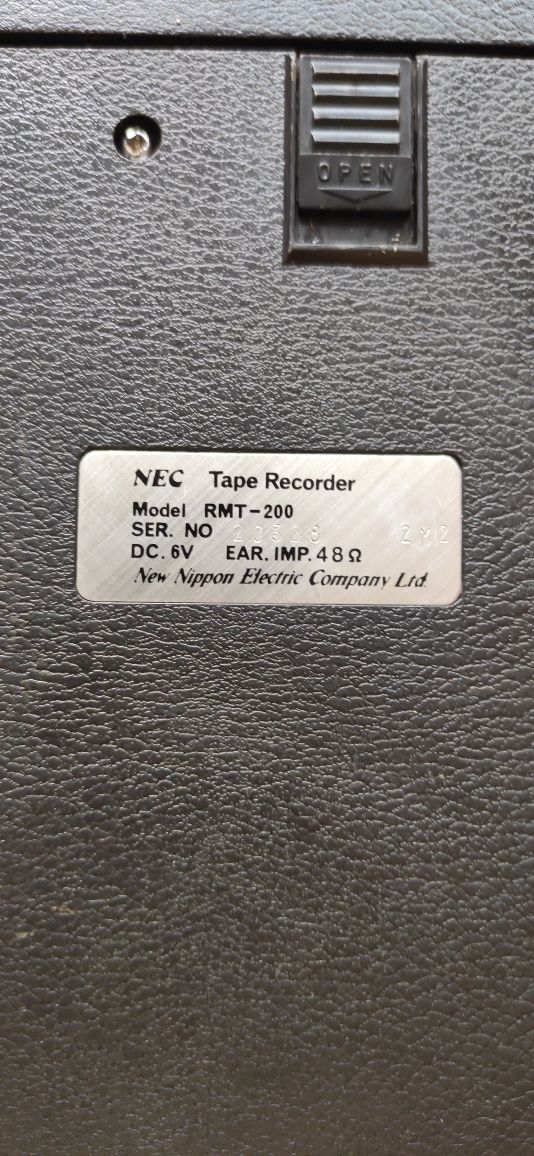 OPEN
NEC Tape Recorder
Model RMT-200
SER. NO 2Y2
DC. 6V EAR. IMP. 48Ω
New Nippon Electric Company Ltd.